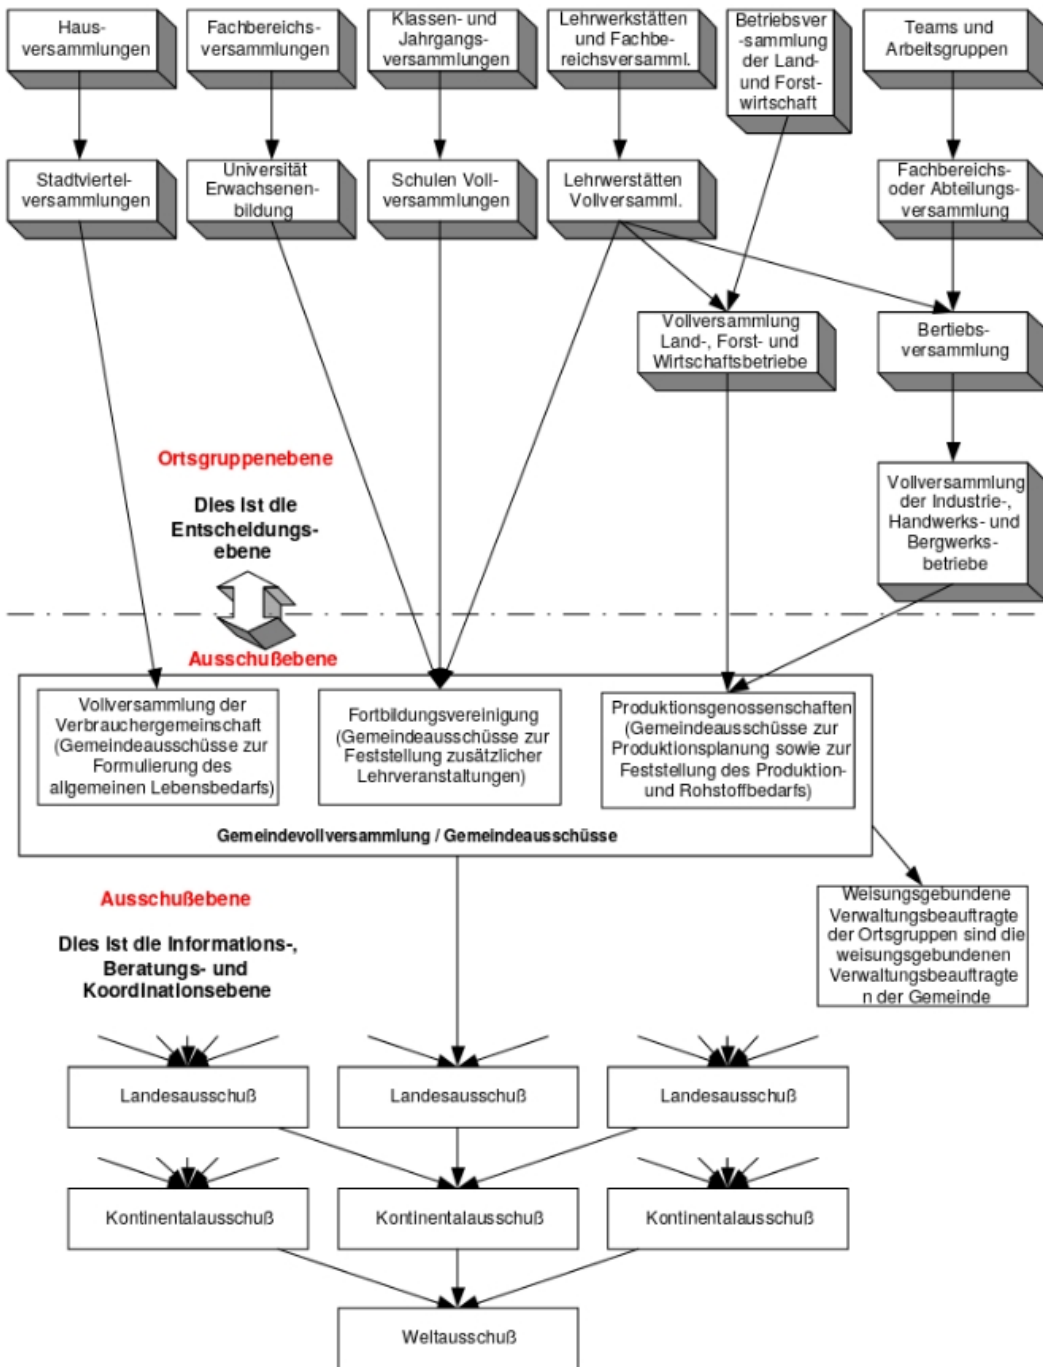 Haus-
versammlungen
Fachbereichs-
versammlungen
Klassen- und
Jahrgangs-
versammlungen
Lehrwerkstätten
und Fachbe-
reichsversamml.
Betriebsver
-sammlung
der Land-
und Forst-
wirtschaft
Teams und
Arbeitsgruppen
Stadtviertel-
versammlungen
Universität
Erwachsenen-
bildung
Schulen Voll-
versammlungen
Lehrwerstätten
Vollversamml.
Fachbereichs-
oder Abteilungs-
versammlung
Vollversammlung
Land-, Forst- und
Wirtschaftsbetriebe
Bertiebs-
versammlung
Ortsgruppenebene
Dies ist die
Entscheidungs-
ebene
Vollversammlung
der Industrie-,
Handwerks- und
Bergwerks-
betriebe
Ausschußebene
Vollversammlung der
Verbrauchergemeinschaft
(Gemeindeausschüsse zur
Formulierung des
allgemeinen Lebensbedarfs)
Fortbildungsvereinigung
(Gemeindeausschüsse zur
Feststellung zusätzlicher
Lehrveranstaltungen)
Produktionsgenossenschaften
(Gemeindeausschüsse zur
Produktionsplanung sowie zur
Feststellung des Produktion-
und Rohstoffbedarfs)
Gemeindevollversammlung / Gemeindeausschüsse
Ausschußebene
Dies ist die Informations-,
Beratungs- und
Koordinationsebene
Weisungsgebundene
Verwaltungsbeauftragte
der Ortsgruppen sind die
weisungsgebundenen
Verwaltungsbeauftragte
n der Gemeinde
Landesausschuß
Landesausschuß
Landesausschuß
Kontinentalausschuß
Kontinentalausschuß
Kontinentalausschuß
Weltausschuß